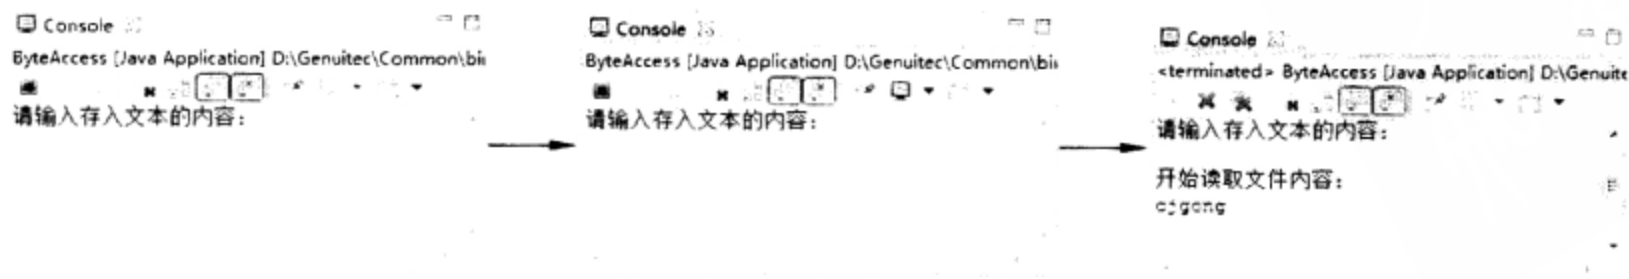 Console
ByteAccess [Java Application] D:\Genuitec\Common\bin
请输入存入文本的内容：
Console
ByteAccess [Java Application] D:\Genuitec\Common\bin
请输入存入文本的内容：
Console
<terminated> ByteAccess [Java Application] D:\Genuite
请输入存入文本的内容：
开始读取文件内容：